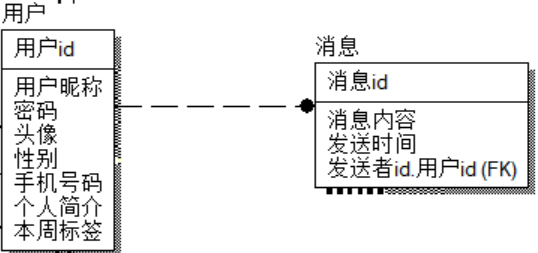 用户
用户id
用户昵称
密码
头像
性别
手机号码
个人简介
本周标签
消息
消息id
消息内容
发送时间
发送者id.用户id (FK)